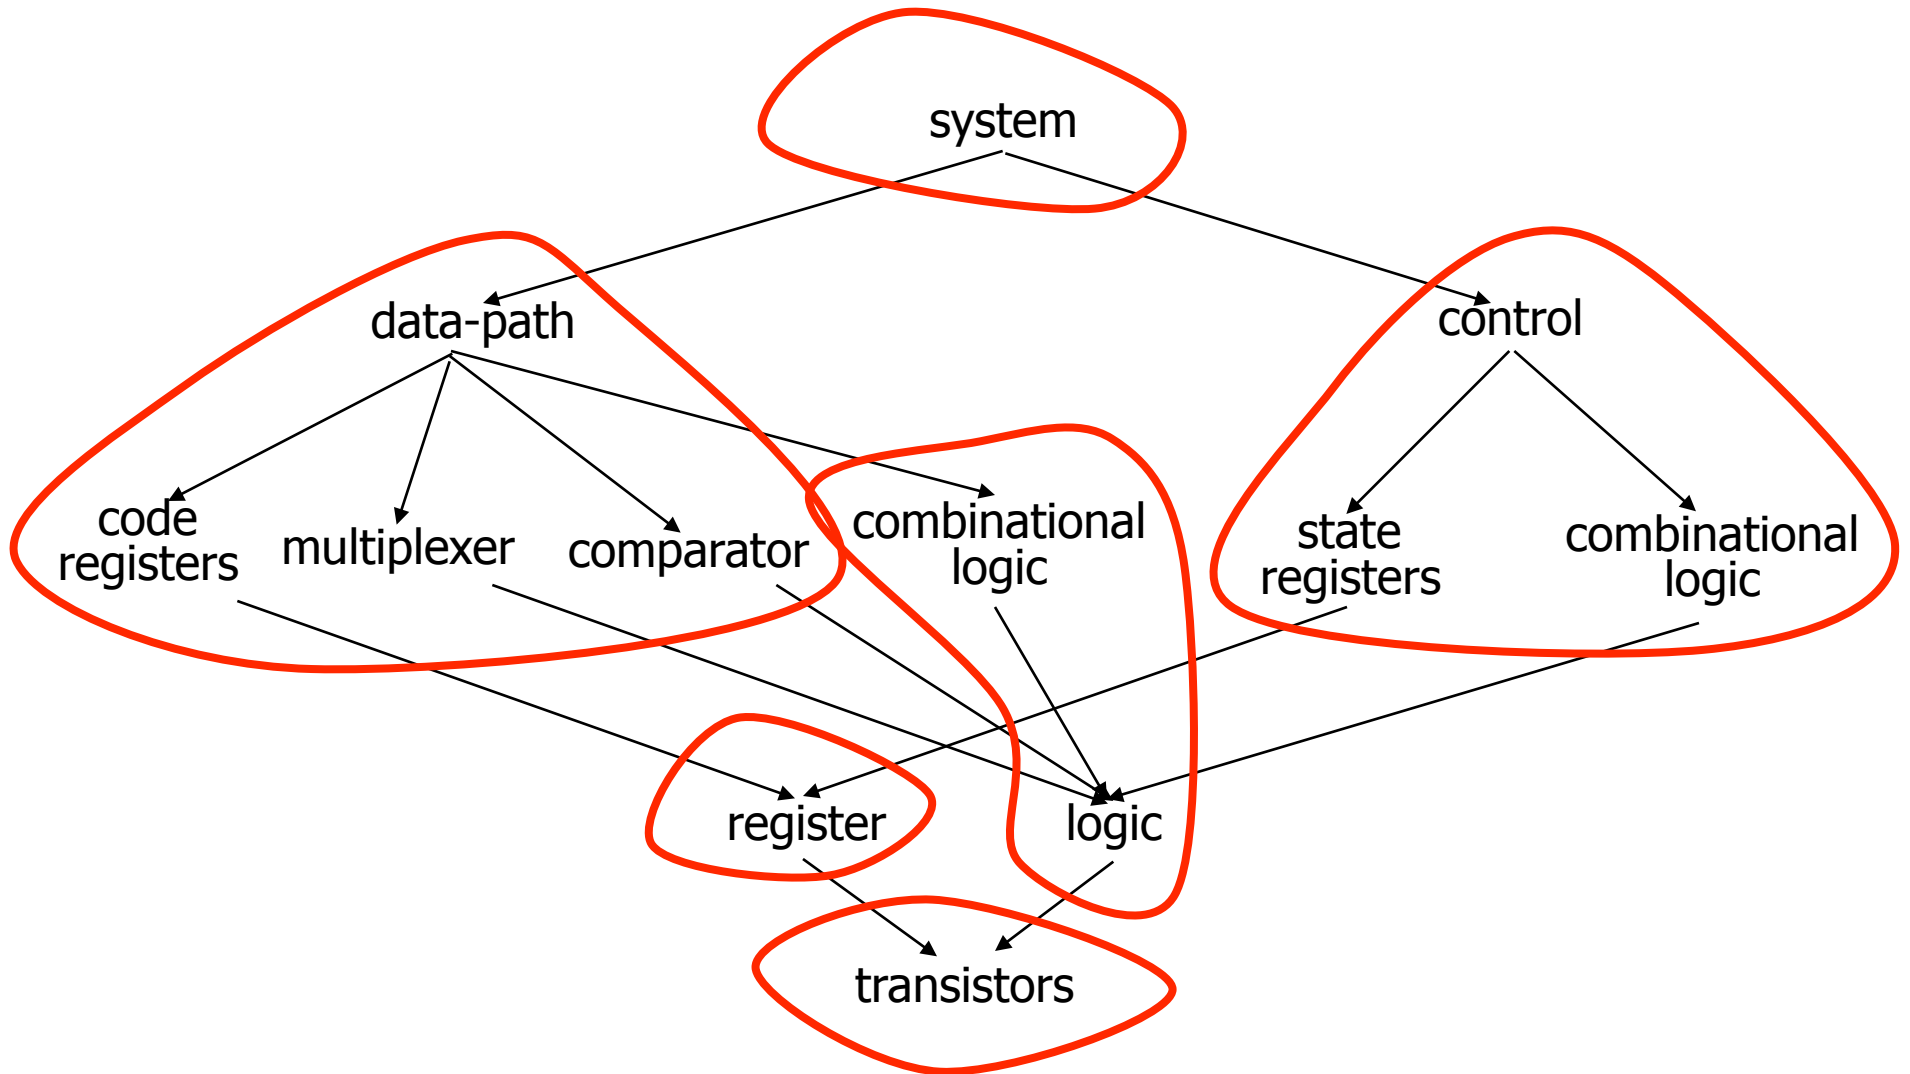 system
data-path
control
code
registers
multiplexer
comparator
combinational
logic
state
registers
combinational
logic
register
logic
transistors